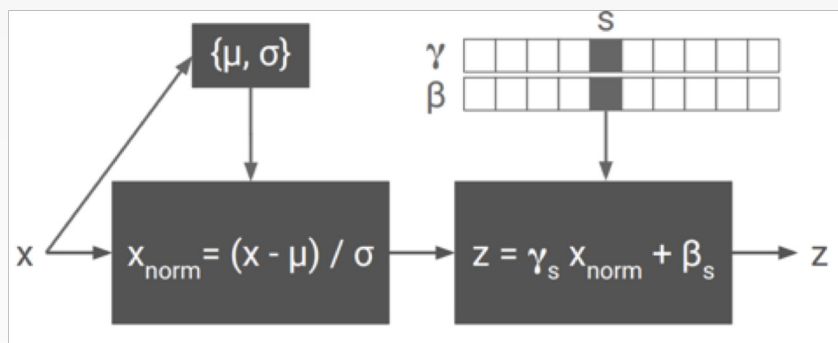 S
{μ, σ}
γ
β
x
x_norm = (x - μ) / σ
z = γ_s x_norm + β_s
z